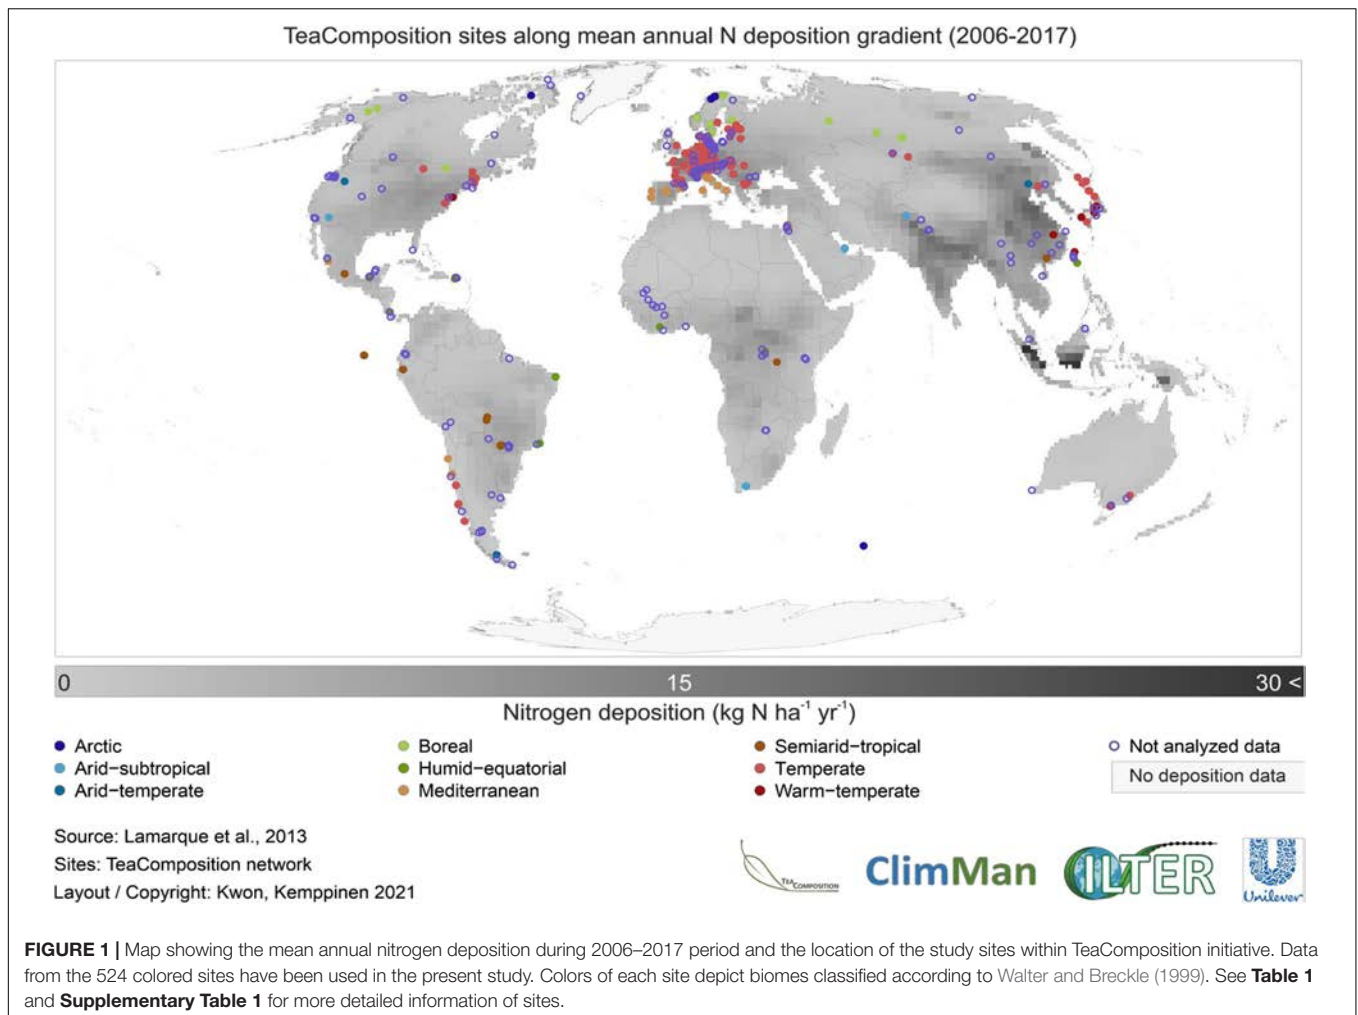 TeaComposition sites along mean annual N deposition gradient (2006-2017)
0 15 30 <
Nitrogen deposition (kg N ha⁻¹ yr⁻¹)
Arctic
Arid−subtropical
Arid−temperate
Boreal
Humid−equatorial
Mediterranean
Semiarid−tropical
Temperate
Warm−temperate
Not analyzed data
No deposition data
Source: Lamarque et al., 2013
Sites: TeaComposition network
Layout / Copyright: Kwon, Kemppinen 2021
TEA COMPOSITION
ClimMan
ILTER
Unilever
FIGURE 1 | Map showing the mean annual nitrogen deposition during 2006–2017 period and the location of the study sites within TeaComposition initiative. Data
from the 524 colored sites have been used in the present study. Colors of each site depict biomes classified according to Walter and Breckle (1999). See Table 1
and Supplementary Table 1 for more detailed information of sites.